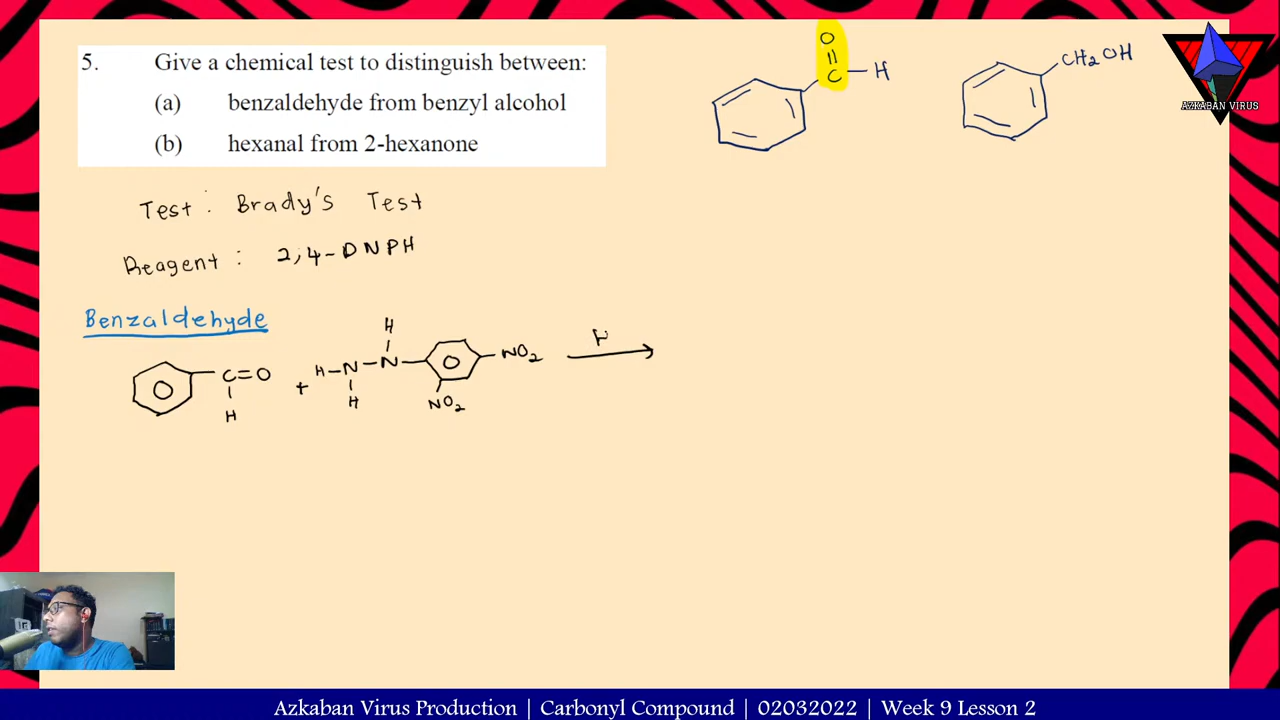 5. Give a chemical test to distinguish between:
(a) benzaldehyde from benzyl alcohol
(b) hexanal from 2-hexanone
O
C — H
CH2OH
AZKABAN VIRUS
Test : Brady's Test
Reagent : 2,4-DNPH
Benzaldehyde
H
C=O + H-N-N NO2
H H NO2
Azkaban Virus Production | Carbonyl Compound | 02032022 | Week 9 Lesson 2